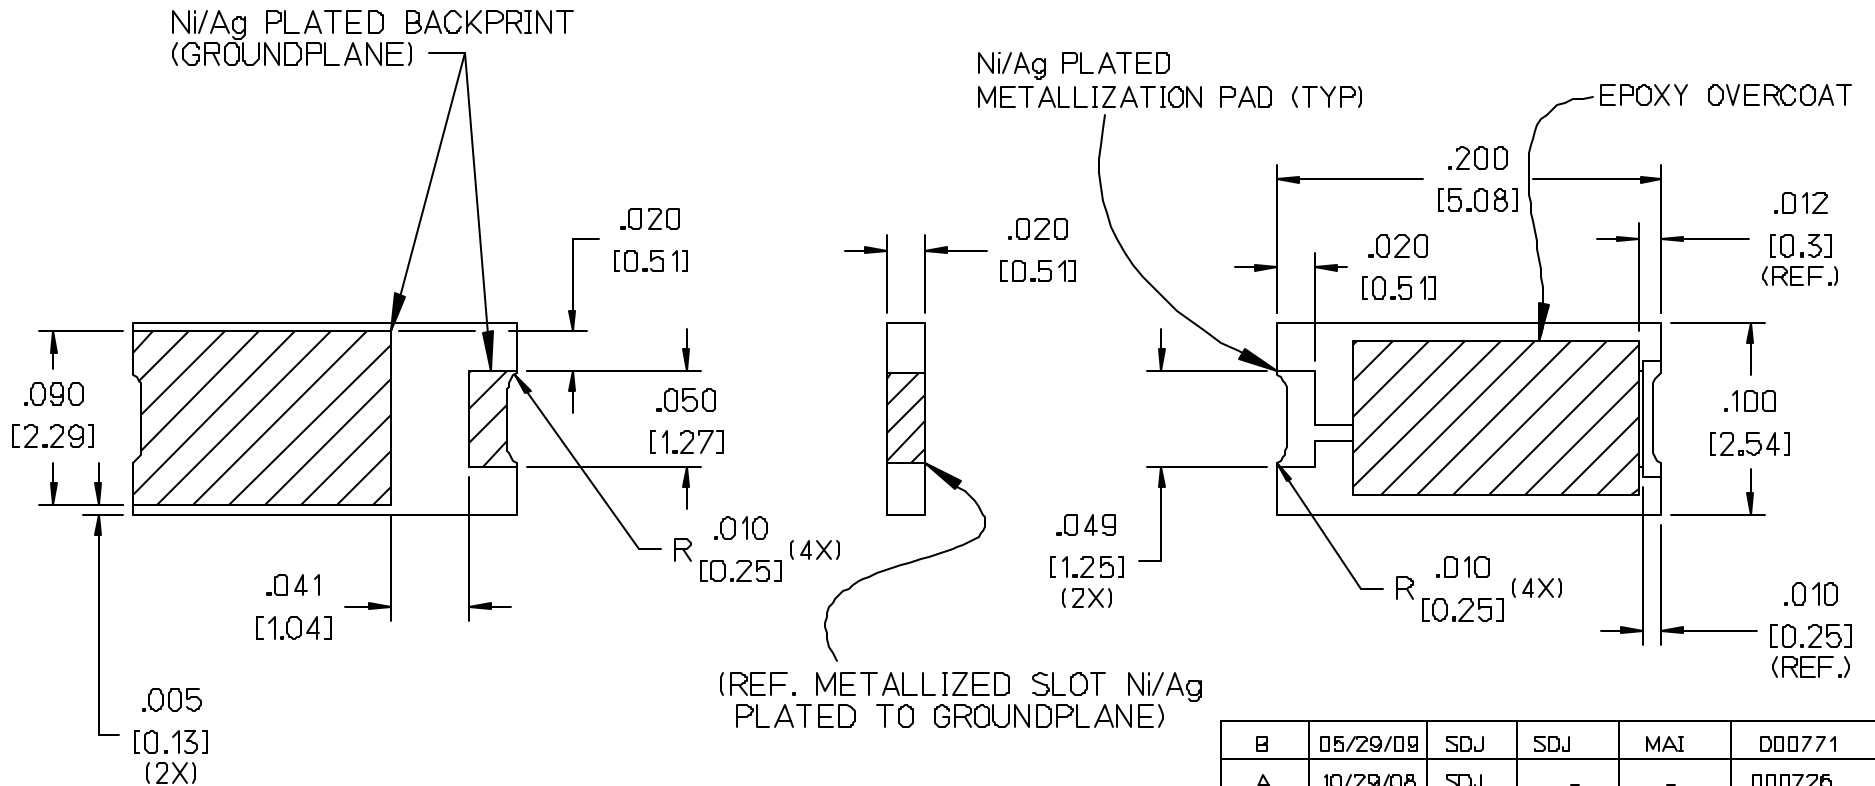 Ni/Ag PLATED BACKPRINT
(GROUNDPLANE)
Ni/Ag PLATED
METALLIZATION PAD (TYP)
EPOXY OVERCOAT
.020
[0.51]
.090
[2.29]
.050
[1.27]
R .010 (4X)
[0.25]
.041
[1.04]
.005
[0.13]
(2X)
.020
[0.51]
(REF. METALLIZED SLOT Ni/Ag
PLATED TO GROUNDPLANE)
.200
[5.08]
.012
[0.3]
(REF.)
.020
[0.51]
.100
[2.54]
.049
[1.25]
(2X)
R .010 (4X)
[0.25]
.010
[0.25]
(REF.)
B 05/29/09 SDJ SDJ MAI D00771
A 10/29/08 SDJ - -